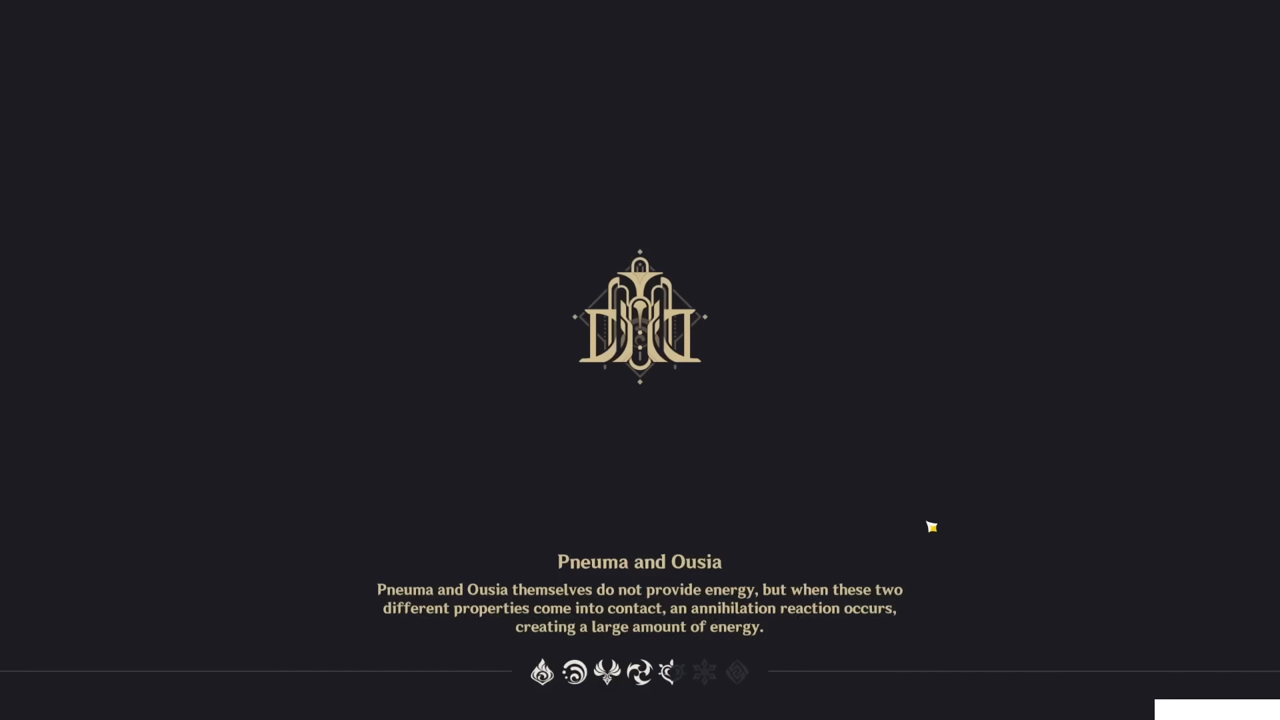 Pneuma and Ousia
Pneuma and Ousia themselves do not provide energy, but when these two
different properties come into contact, an annihilation reaction occurs,
creating a large amount of energy.